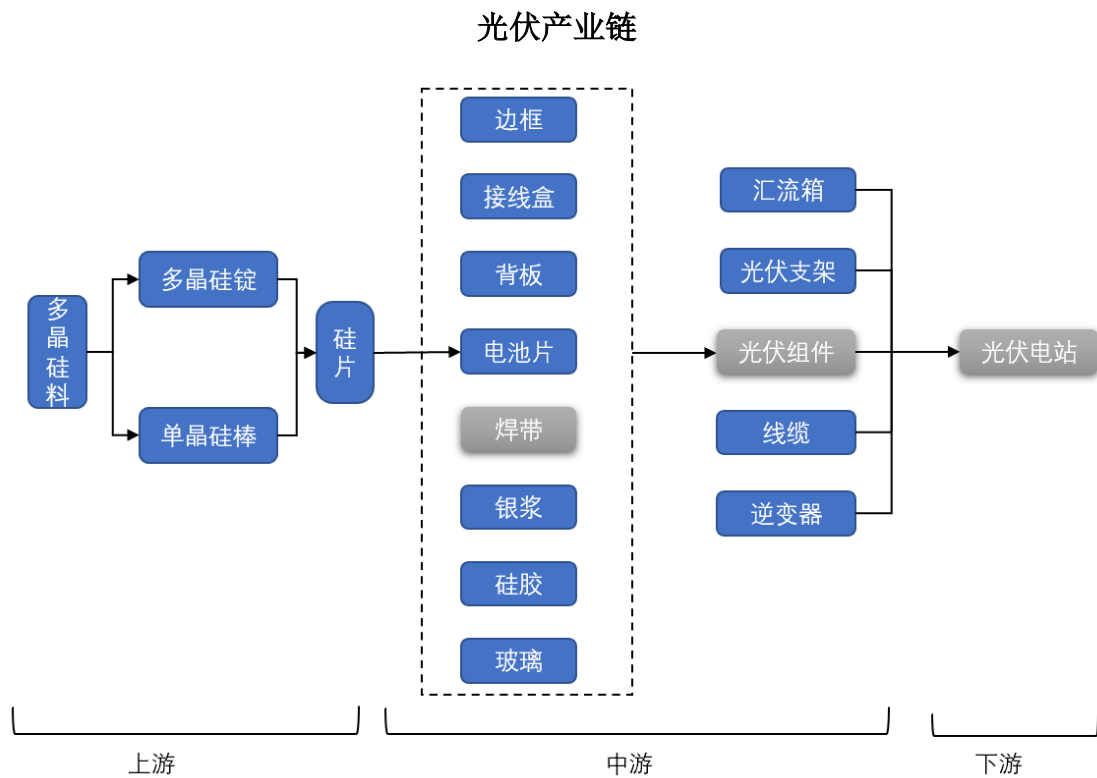 光伏产业链
多
晶
硅
料
多晶硅锭
单晶硅棒
硅
片
边框
接线盒
背板
电池片
焊带
银浆
硅胶
玻璃
汇流箱
光伏支架
光伏组件
线缆
逆变器
光伏电站
上游
中游
下游